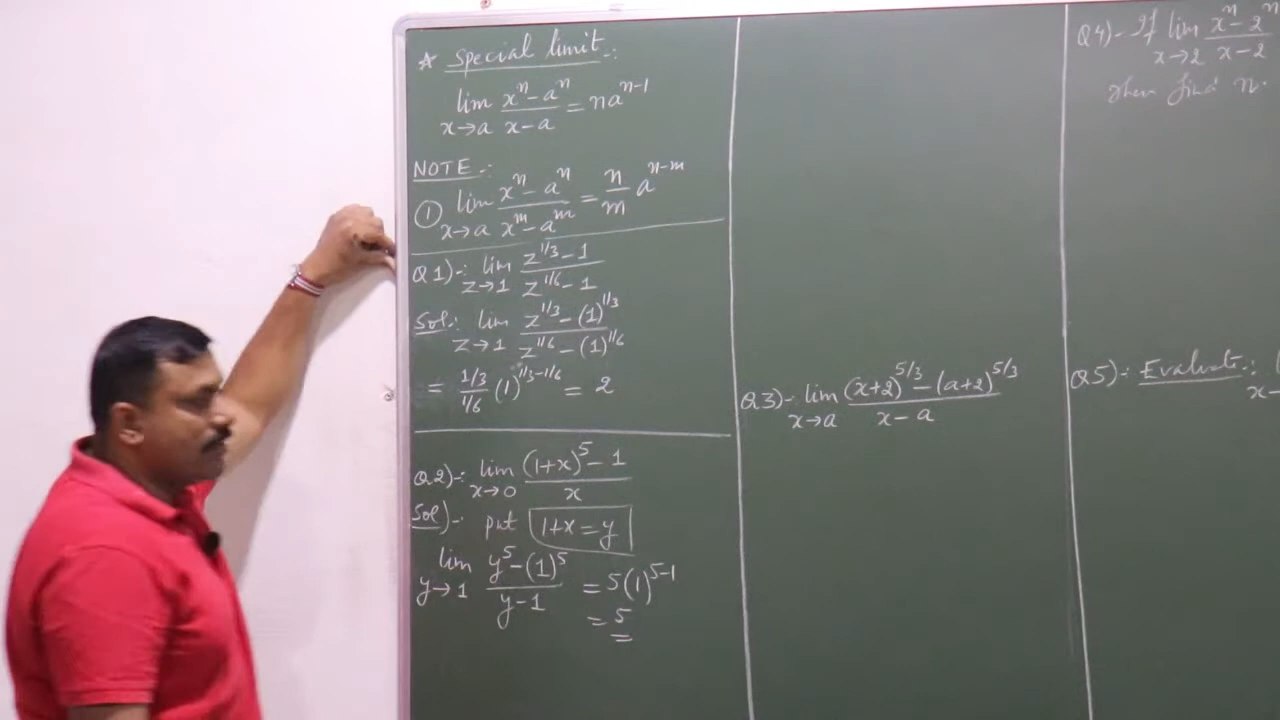 ★ Special limit :
lim x→a (x^n - a^n)/(x - a) = na^(n-1)
NOTE :
① lim x→a (x^n - a^n)/(x^m - a^m) = n/m a^(n-m)
Q1)-: lim z→1 (z^(1/3) - 1)/(z^(1/6) - 1)
Sol.: lim z→1 (z^(1/3) - (1)^(1/3))/(z^(1/6) - (1)^(1/6))
= (1/3)/(1/6) (1)^(1/3-1/6) = 2
Q2)-: lim x→0 ((1+x)^5 - 1)/x
Sol)-. put 1+x = y
lim y→1 (y^5 - (1)^5)/(y-1) = 5(1)^(5-1)
= 5
Q3)-: lim x→a ((x+2)^(5/3) - (a+2)^(5/3))/(x - a)
Q4)- If lim x→2 (x^n - 2^n)/(x - 2)
then find n.
Q5)-: Evaluate :